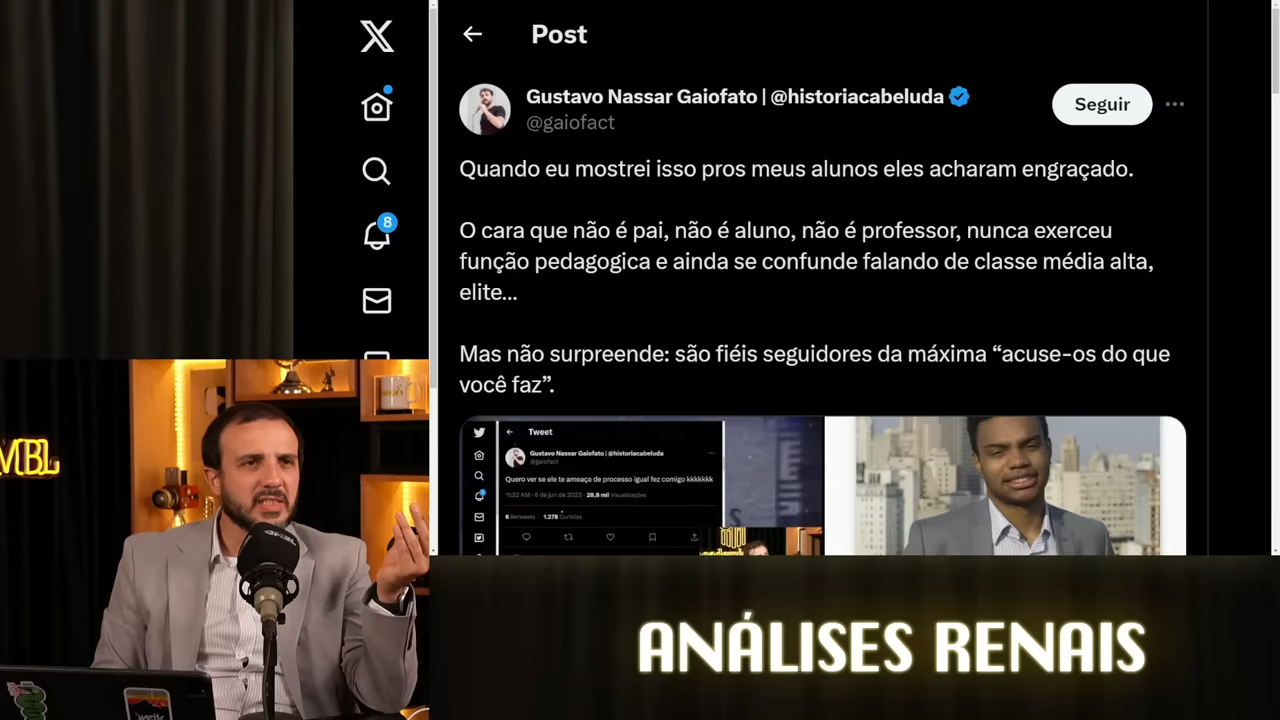 Post
Gustavo Nassar Gaiofato | @historiacabeluda
@gaiofact
Seguir
Quando eu mostrei isso pros meus alunos eles acharam engraçado.
O cara que não é pai, não é aluno, não é professor, nunca exerceu
função pedagogica e ainda se confunde falando de classe média alta,
elite...
Mas não surpreende: são fiéis seguidores da máxima “acuse-os do que
você faz”.
8
Tweet
Gustavo Nassar Gaiofato | @historiacabeluda
@gaiofact
Quero ver se ele te ameaça de processo igual fez comigo kkkkkkk
11:32 AM · 6 de jun de 2023 · 28,8 mil Visualizações
6 Retweets 1.278 Curtidas
MBL
ANÁLISES RENAIS